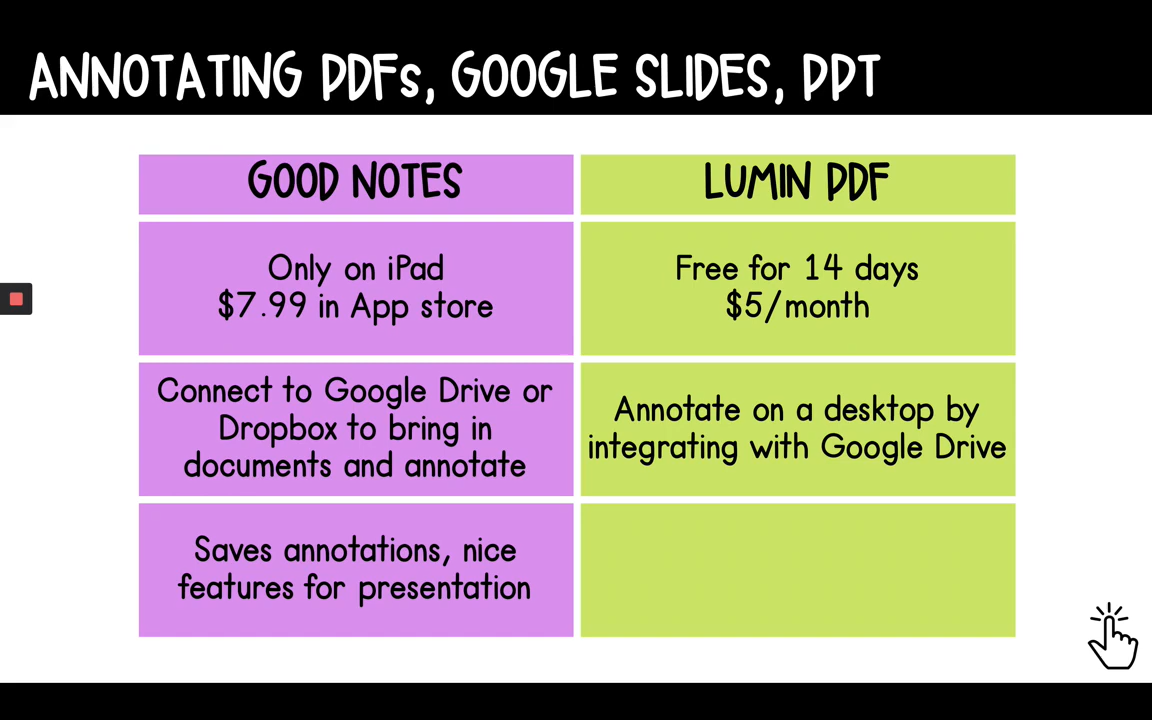 ANNOTATING PDFs, GOOGLE SLIDES, PPT
GOOD NOTES
LUMIN PDF
Only on iPad
$7.99 in App store
Free for 14 days
$5/month
Connect to Google Drive or
Dropbox to bring in
documents and annotate
Annotate on a desktop by
integrating with Google Drive
Saves annotations, nice
features for presentation